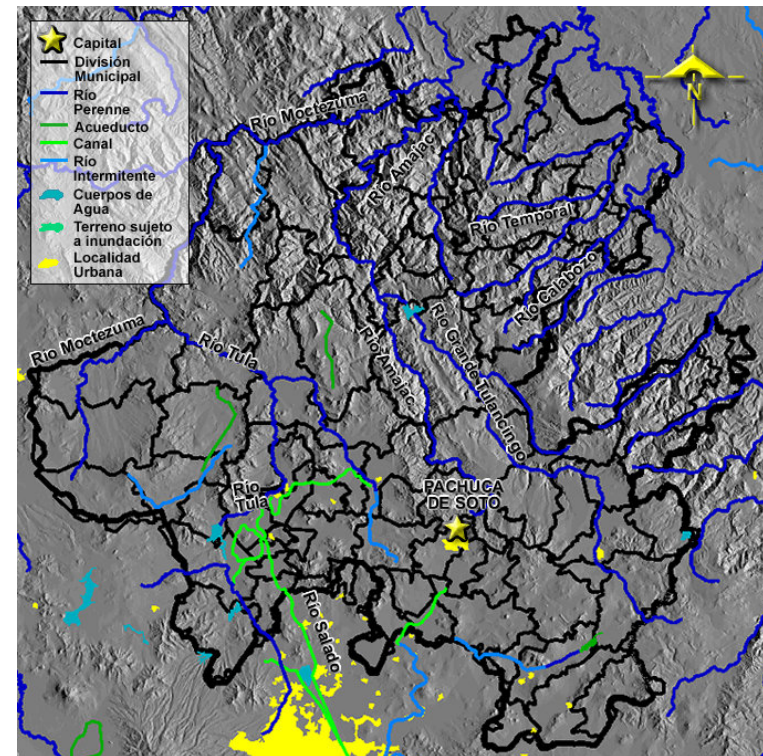 Capital
División
Municipal
Río
Perenne
Acueducto
Canal
Río
Intermitente
Cuerpos de
Agua
Terreno sujeto
a inundación
Localidad
Urbana
N
Río Moctezuma
Río Amajac
Río Temporal
Río Calabozo
Río Moctezuma
Río Tula
Río Amajac
Río Grande Tulancingo
Río
Tula
PACHUCA
DE SOTO
Río Salado